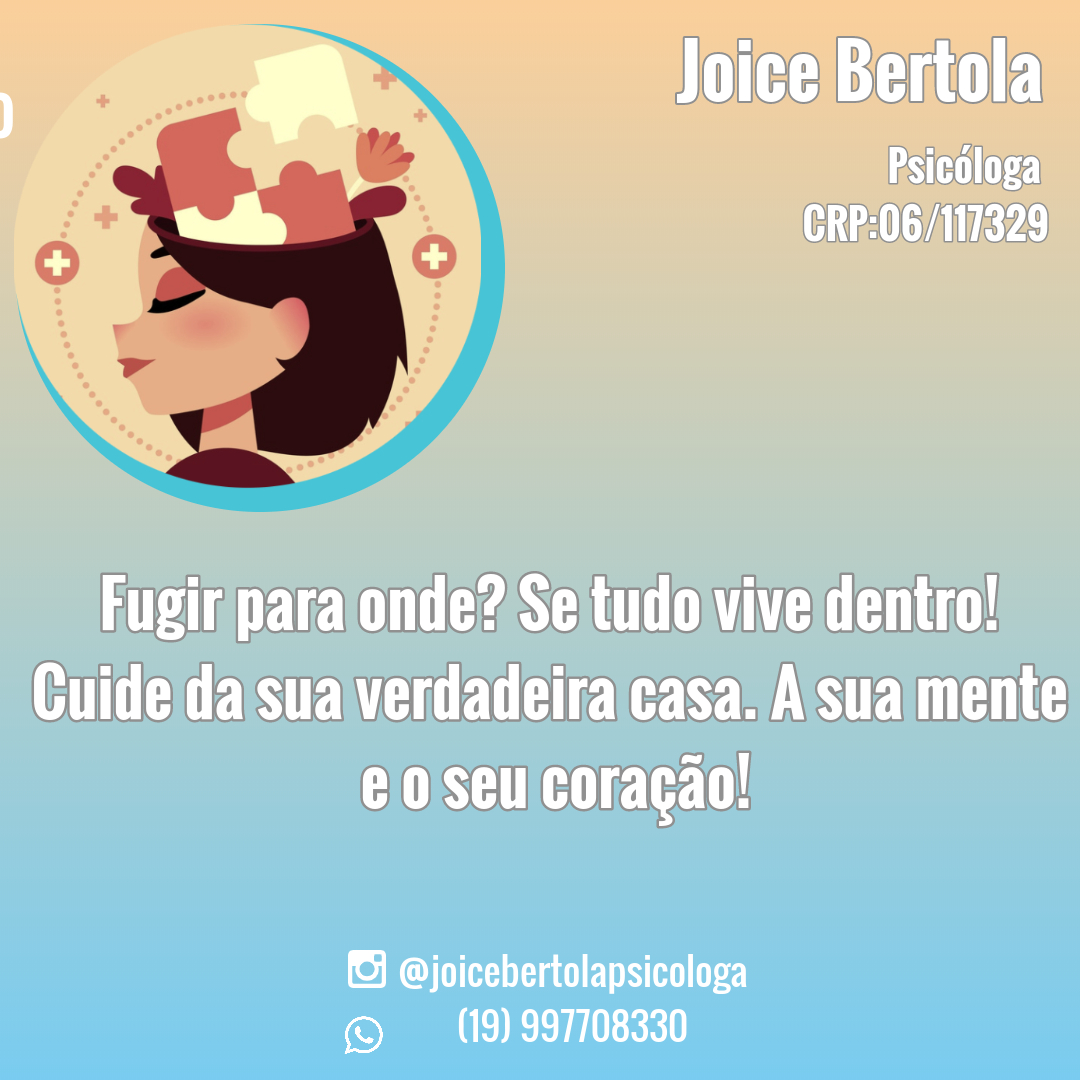 Joice Bertola
Psicóloga
CRP:06/117329
Fugir para onde? Se tudo vive dentro!
Cuide da sua verdadeira casa. A sua mente
e o seu coração!
@joicebertolapsicologa
(19) 997708330